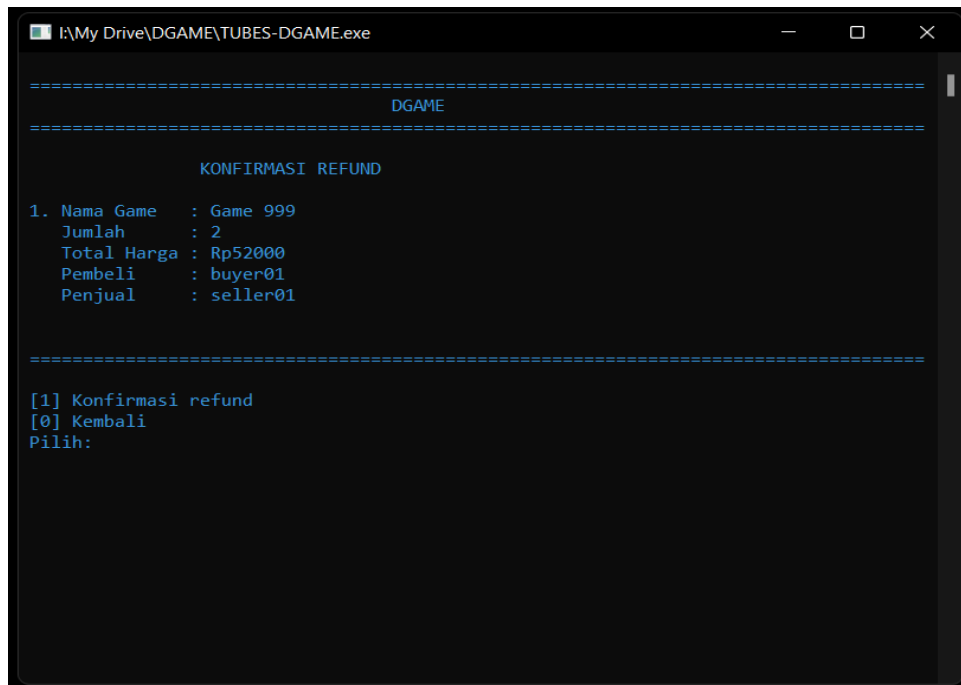 I:\My Drive\DGAME\TUBES-DGAME.exe
====================================================================================
DGAME
====================================================================================
KONFIRMASI REFUND
1. Nama Game : Game 999
Jumlah : 2
Total Harga : Rp52000
Pembeli : buyer01
Penjual : seller01
====================================================================================
[1] Konfirmasi refund
[0] Kembali
Pilih: